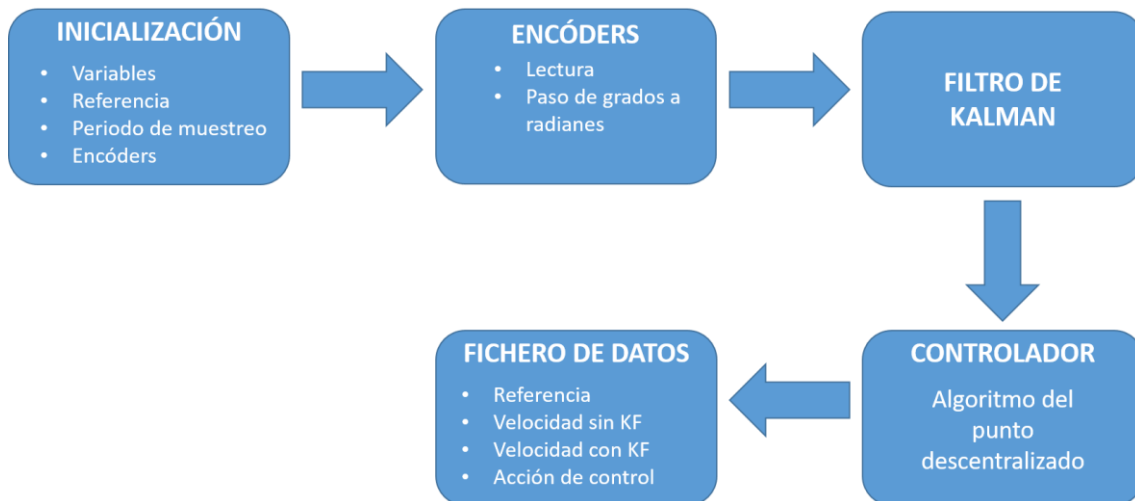 INICIALIZACIÓN
• Variables
• Referencia
• Periodo de muestreo
• Encóders
ENCÓDERS
• Lectura
• Paso de grados a
radianes
FILTRO DE
KALMAN
CONTROLADOR
Algoritmo del
punto
descentralizado
FICHERO DE DATOS
• Referencia
• Velocidad sin KF
• Velocidad con KF
• Acción de control